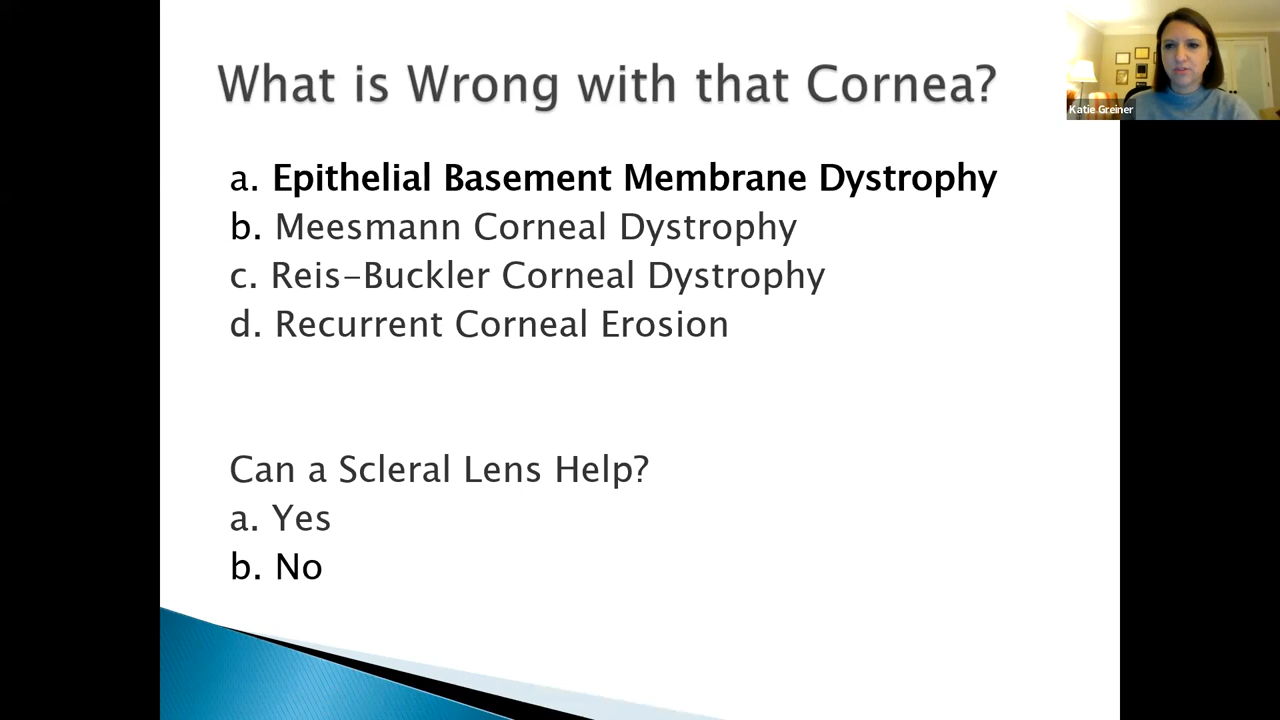 What is Wrong with that Cornea?
Katie Greiner
a. Epithelial Basement Membrane Dystrophy
b. Meesmann Corneal Dystrophy
c. Reis-Buckler Corneal Dystrophy
d. Recurrent Corneal Erosion
Can a Scleral Lens Help?
a. Yes
b. No